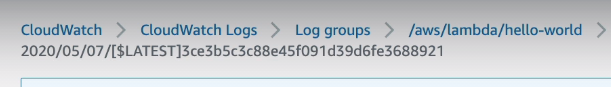 CloudWatch > CloudWatch Logs > Log groups > /aws/lambda/hello-world >
2020/05/07/[$LATEST]3ce3b5c3c88e45f091d39d6fe3688921